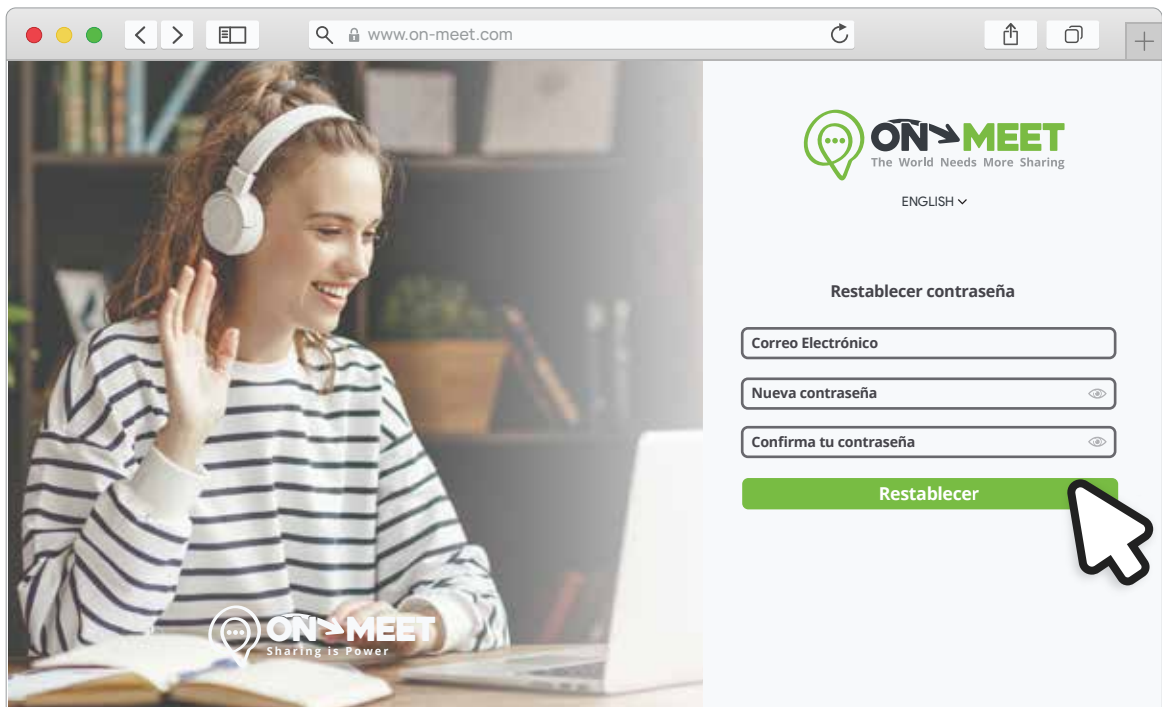 www.on-meet.com
ON MEET
The World Needs More Sharing
ENGLISH
Restablecer contraseña
Correo Electrónico
Nueva contraseña
Confirma tu contraseña
Restablecer
ON MEET
Sharing is Power